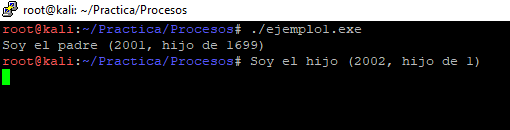 root@kali: ~/Practica/Procesos
root@kali:~/Practica/Procesos# ./ejemplo1.exe
Soy el padre (2001, hijo de 1699)
root@kali:~/Practica/Procesos# Soy el hijo (2002, hijo de 1)